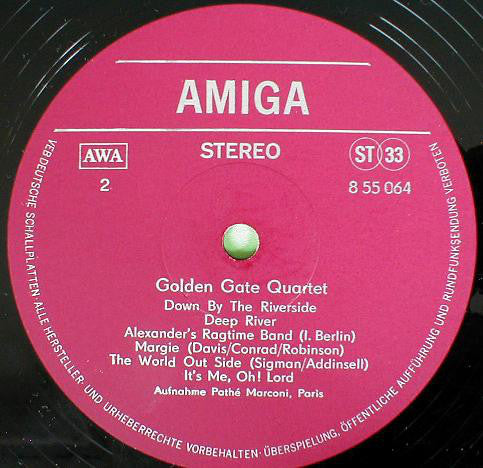 AMIGA
AWA
STEREO
ST 33
2
8 55 064
Golden Gate Quartet
Down By The Riverside
Deep River
Alexander's Ragtime Band (I. Berlin)
Margie (Davis/Conrad/Robinson)
The World Out Side (Sigman/Addinsell)
It's Me, Oh! Lord
Aufnahme Pathé Marconi, Paris
VEB DEUTSCHE SCHALLPLATTEN · ALLE HERSTELLER- UND URHEBERRECHTE VORBEHALTEN · ÜBERSPIELUNG, ÖFFENTLICHE AUFFÜHRUNG UND RUNDFUNKSENDUNG VERBOTEN